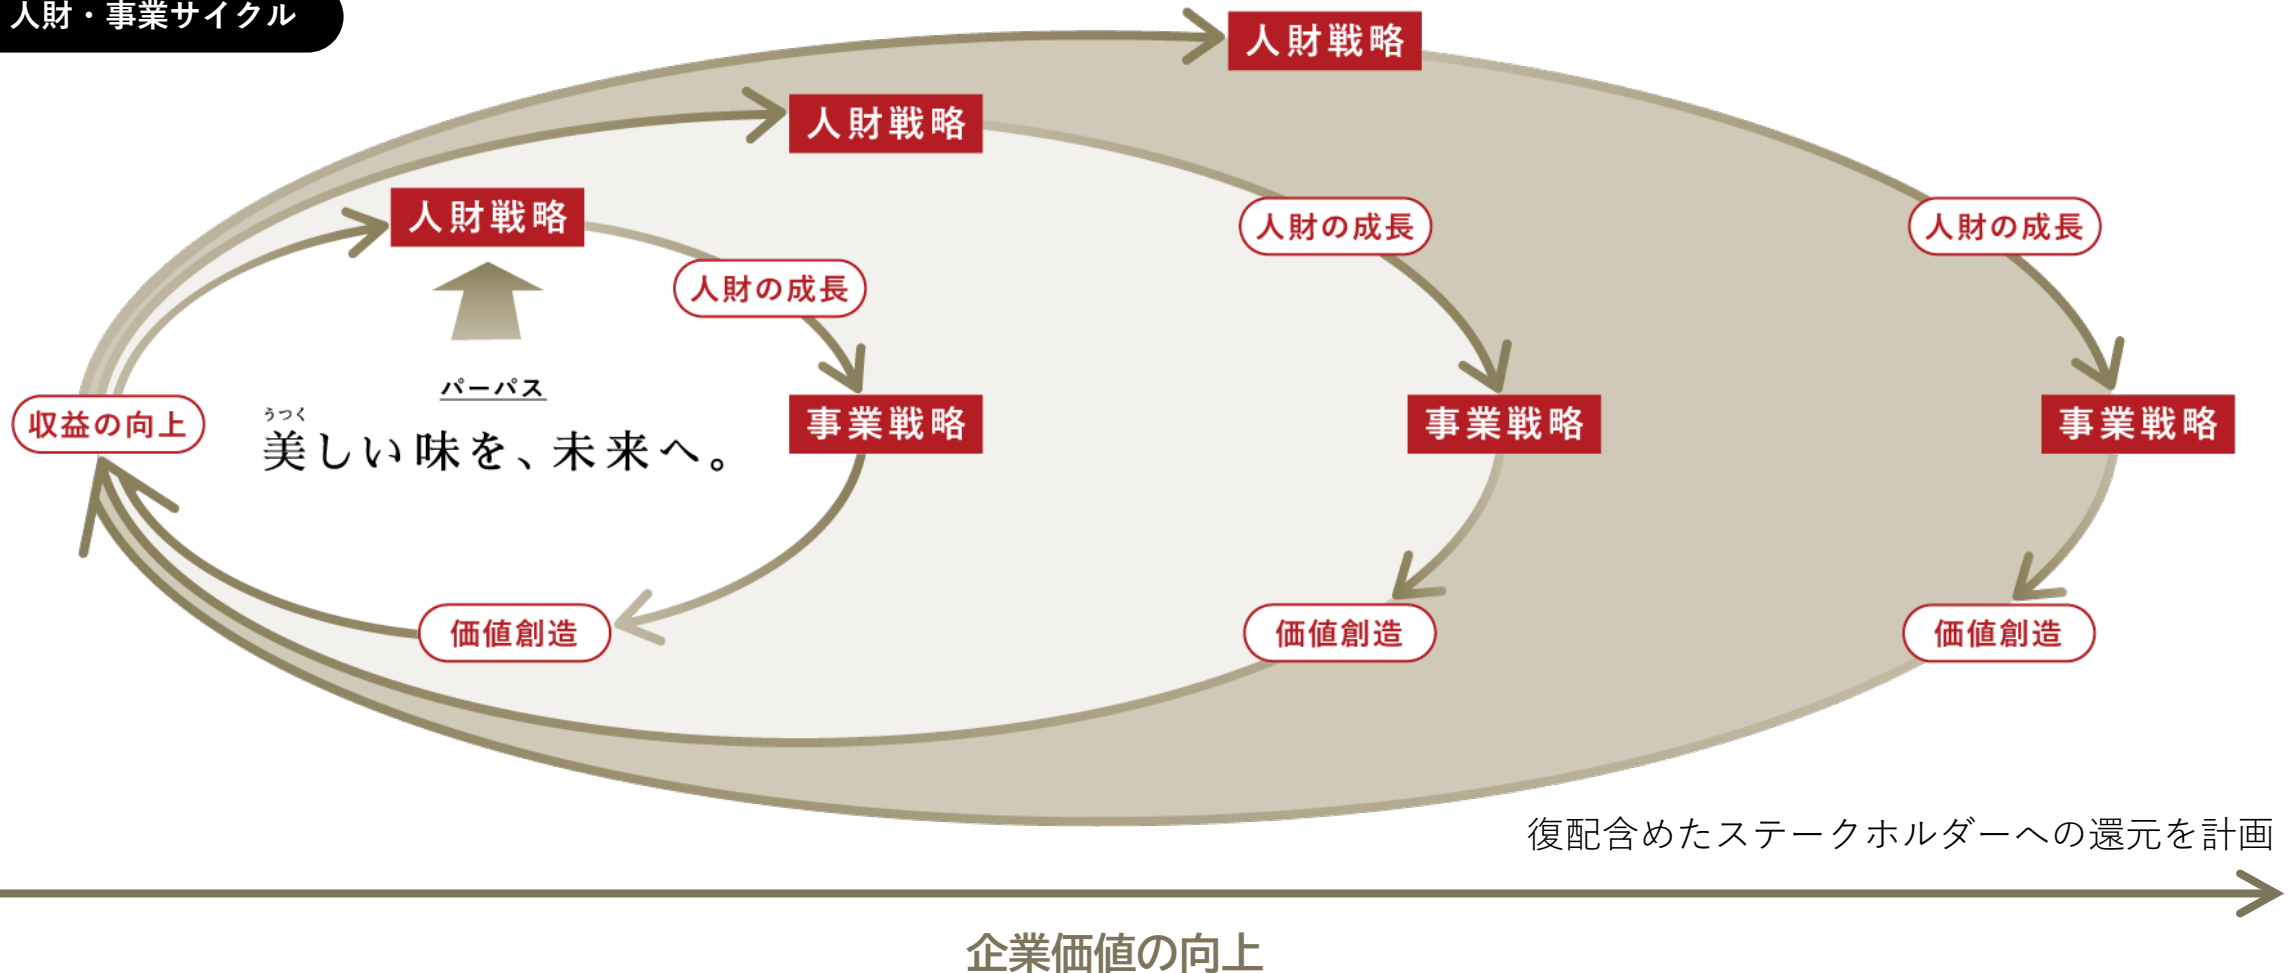 人財・事業サイクル
人財戦略
人財戦略
人財戦略
人財の成長
人財の成長
人財の成長
パーパス
うつく
美しい味を、未来へ。
収益の向上
事業戦略
事業戦略
事業戦略
価値創造
価値創造
価値創造
復配含めたステークホルダーへの還元を計画
企業価値の向上